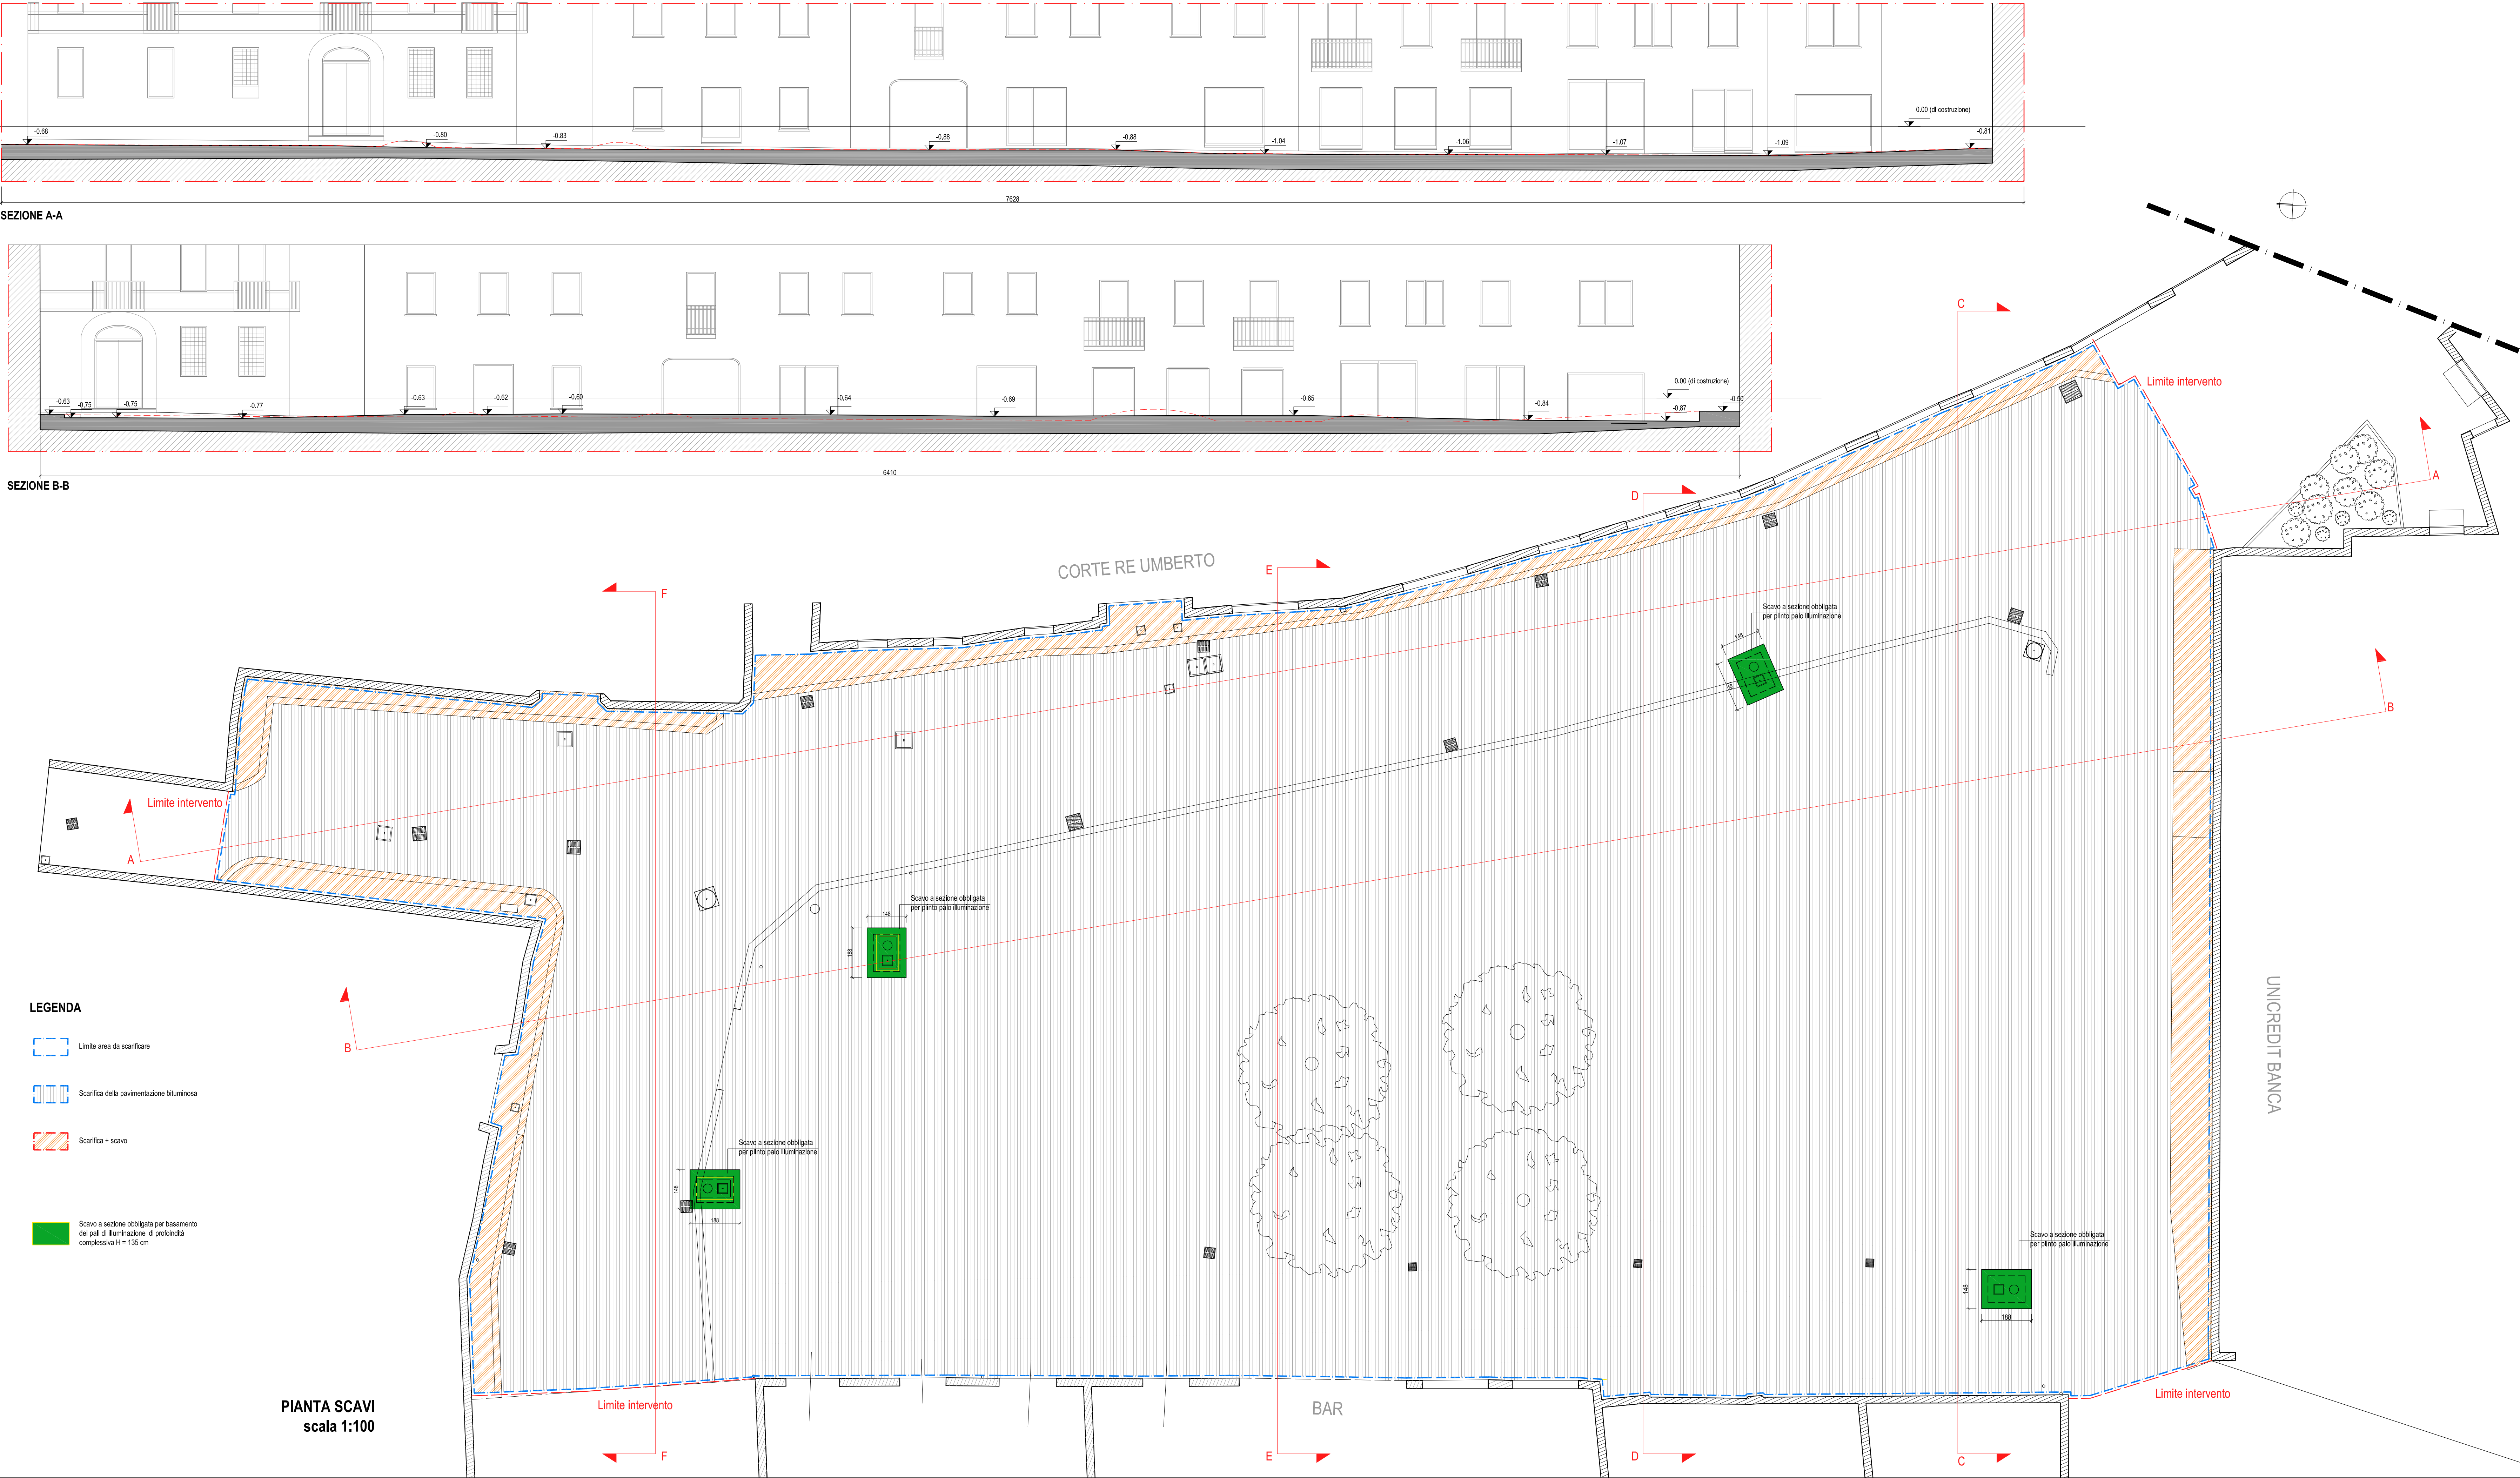 0.00 (di costruzione)
-0.68
-0.80
-0.83
-0.88
-0.88
-1.04
-1.06
-1.07
-1.09
-0.81
7628
SEZIONE A-A
0.00 (di costruzione)
-0.63
-0.75
-0.75
-0.77
-0.63
-0.62
-0.60
-0.64
-0.69
-0.65
-0.84
-0.87
-0.50
6410
SEZIONE B-B
C
Limite intervento
A
D
CORTE RE UMBERTO
E
F
Scavo a sezione obbligata
per plinto palo illuminazione
148
188
B
Limite intervento
A
Scavo a sezione obbligata
per plinto palo illuminazione
148
188
B
UNICREDIT BANCA
LEGENDA
Limite area da scarificare
Scarifica della pavimentazione bituminosa
Scarifica + scavo
Scavo a sezione obbligata per basamento
dei pali di illuminazione di profoindità
complessiva H = 135 cm
Scavo a sezione obbligata
per plinto palo illuminazione
148
188
Scavo a sezione obbligata
per plinto palo illuminazione
148
188
PIANTA SCAVI
scala 1:100
Limite intervento
BAR
Limite intervento
F
E
D
C